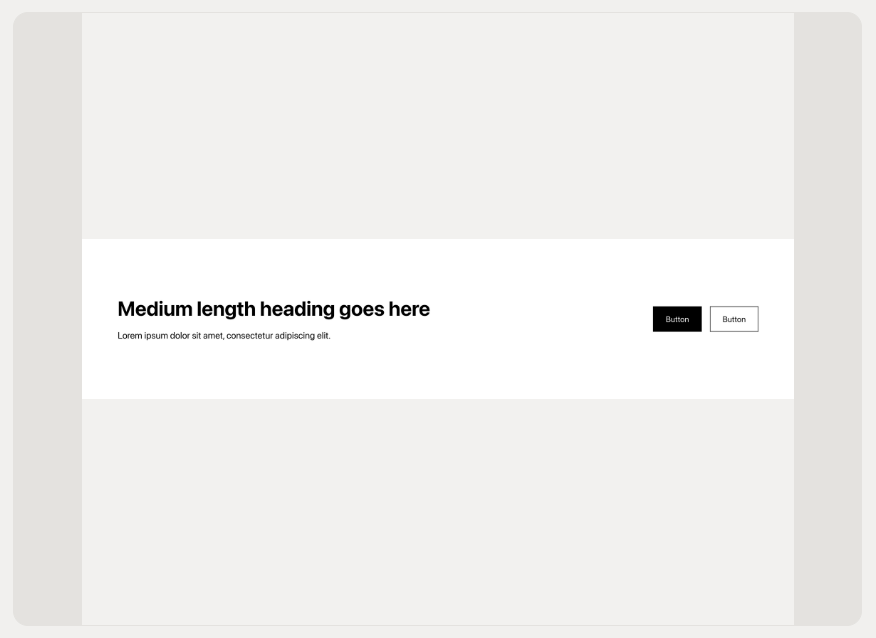 Medium length heading goes here
Lorem ipsum dolor sit amet, consectetur adipiscing elit.
Button
Button